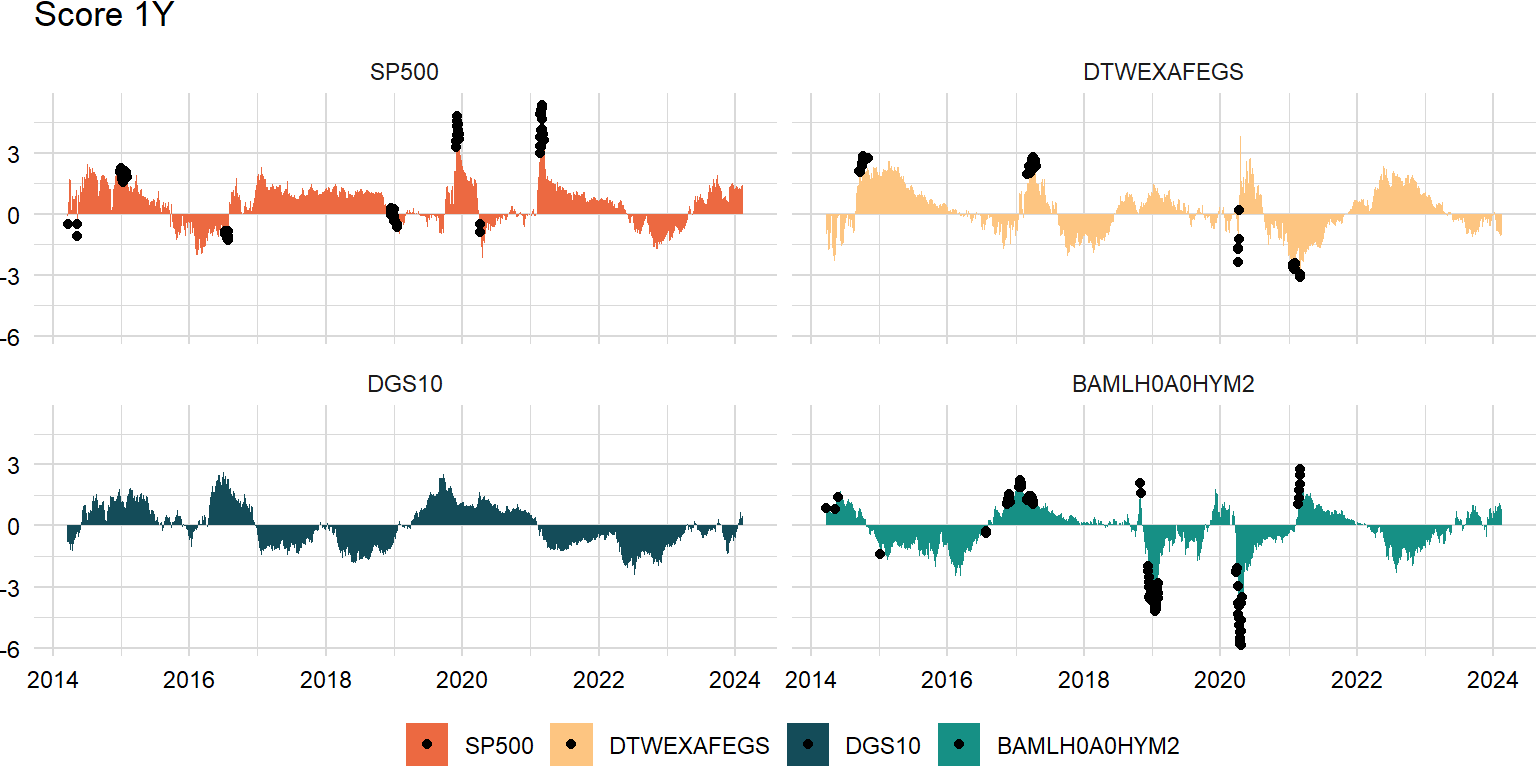 Score 1Y
SP500 DTWEXAFEGS
3
0
-3
-6
DGS10 BAMLH0A0HYM2
3
0
-3
-6
2014 2016 2018 2020 2022 2024 2014 2016 2018 2020 2022 2024
SP500 DTWEXAFEGS DGS10 BAMLH0A0HYM2